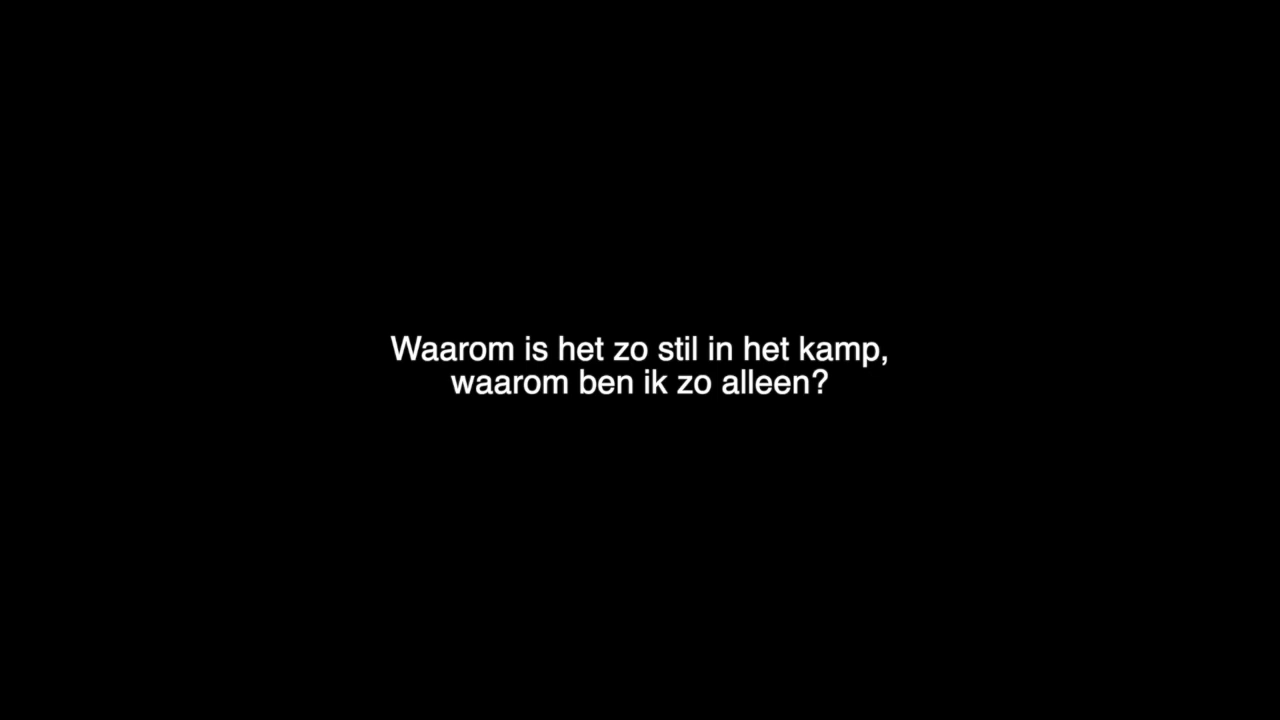 Waarom is het zo stil in het kamp,
waarom ben ik zo alleen?